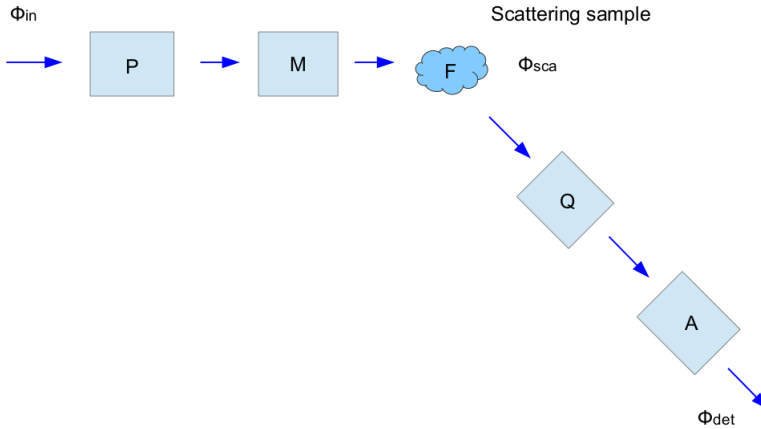 Φin
Scattering sample
P
M
F
Φsca
Q
A
Φdet